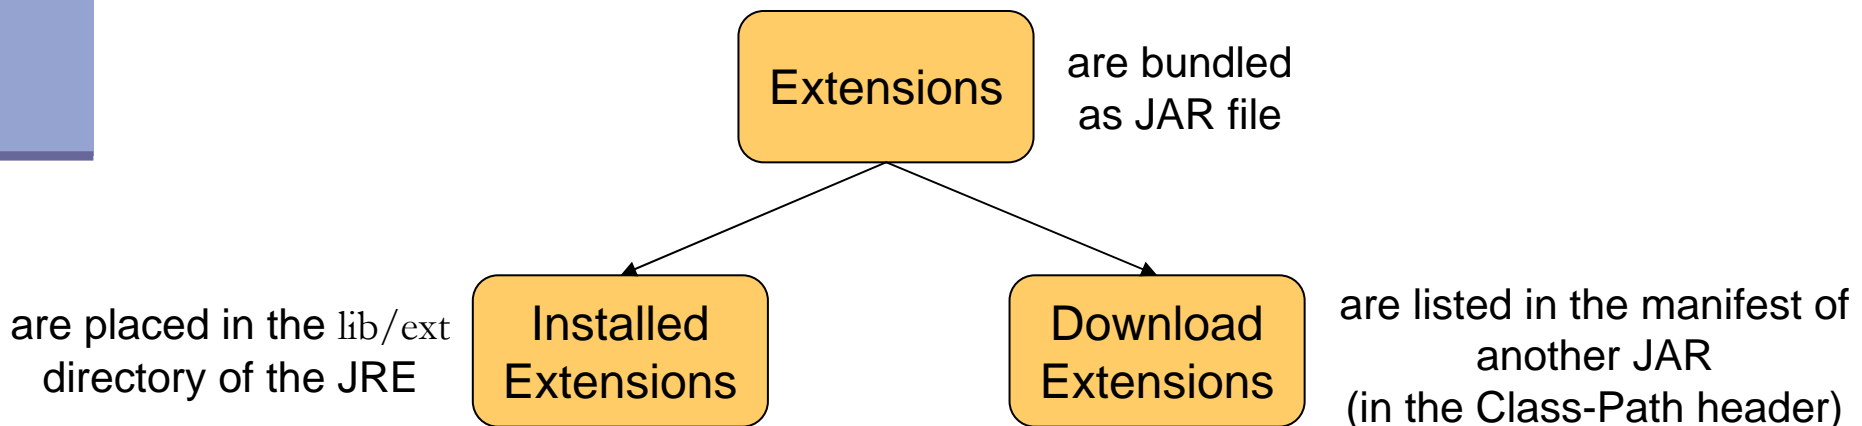 Extensions
are bundled
as JAR file
are placed in the lib/ext
directory of the JRE
Installed
Extensions
Download
Extensions
are listed in the manifest of
another JAR
(in the Class-Path header)